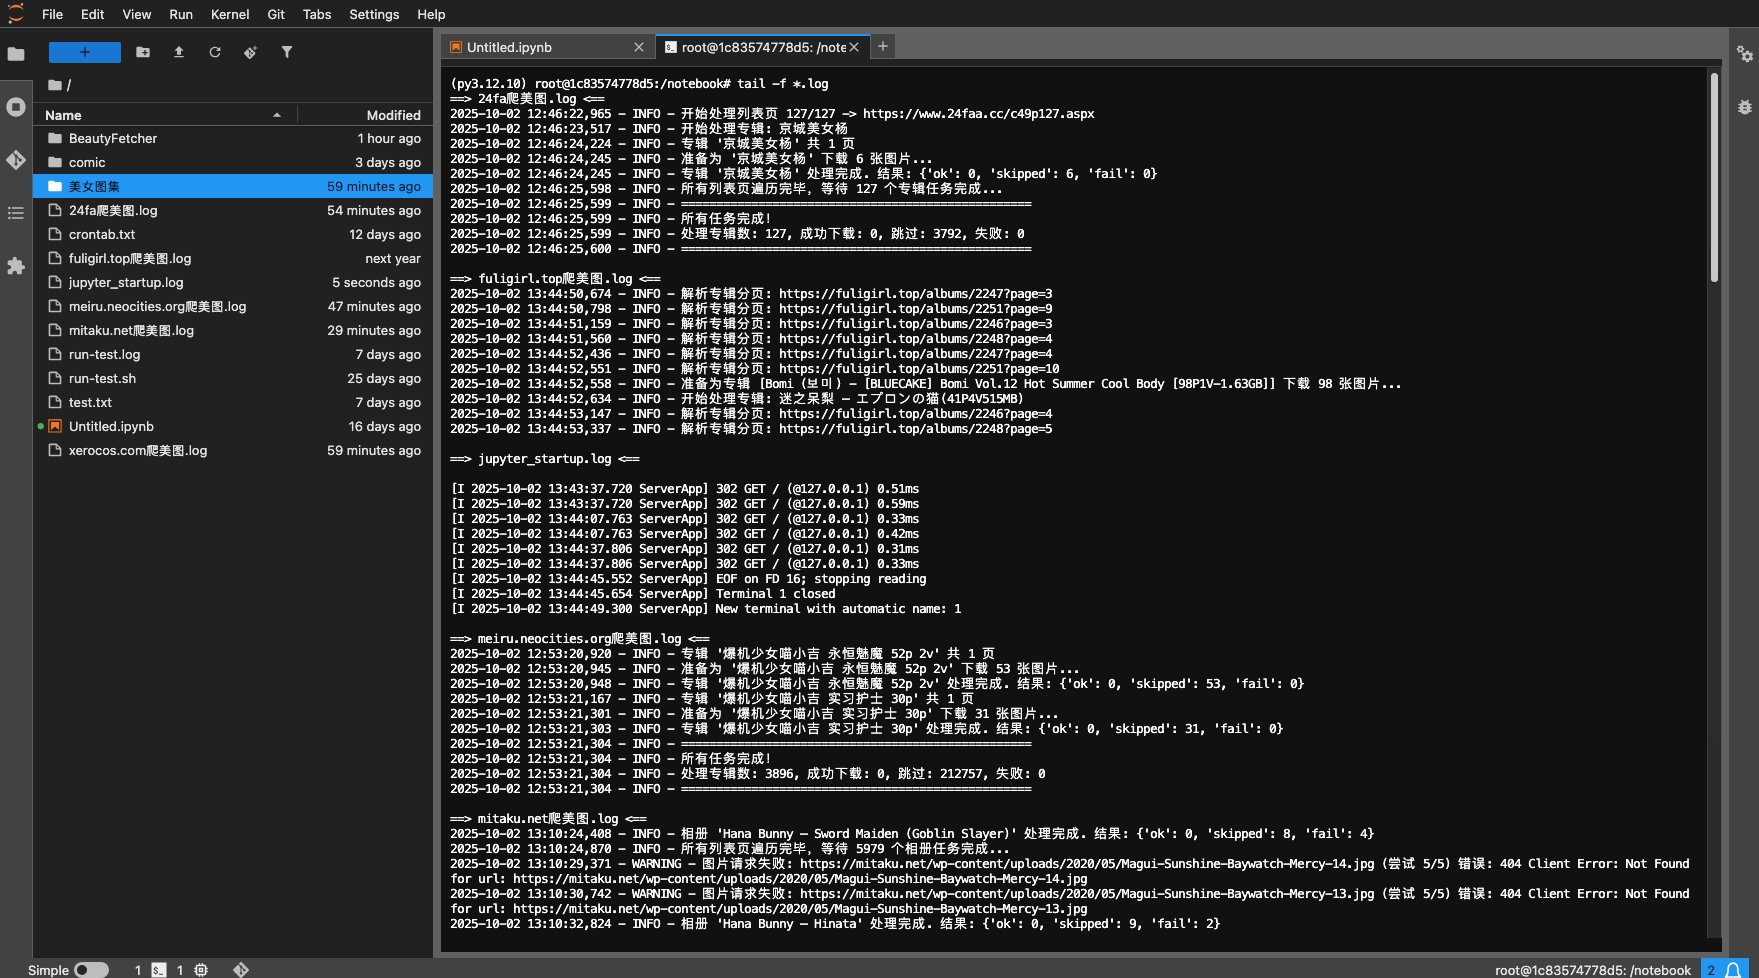 File Edit View Run Kernel Git Tabs Settings Help
Untitled.ipynb
root@1c83574778d5: /note
/
Name Modified
BeautyFetcher 1 hour ago
comic 3 days ago
美女图集 59 minutes ago
24fa爬美图.log 54 minutes ago
crontab.txt 12 days ago
fuligirl.top爬美图.log next year
jupyter_startup.log 5 seconds ago
meiru.neocities.org爬美图.log 47 minutes ago
mitaku.net爬美图.log 29 minutes ago
run-test.log 7 days ago
run-test.sh 25 days ago
test.txt 7 days ago
Untitled.ipynb 16 days ago
xerocos.com爬美图.log 59 minutes ago
(py3.12.10) root@1c83574778d5:/notebook# tail -f *.log
==> 24fa爬美图.log <==
2025-10-02 12:46:22,965 - INFO - 开始处理列表页 127/127 -> https://www.24faa.cc/c49p127.aspx
2025-10-02 12:46:23,517 - INFO - 开始处理专辑: 京城美女杨
2025-10-02 12:46:24,224 - INFO - 专辑 '京城美女杨' 共 1 页
2025-10-02 12:46:24,245 - INFO - 准备为 '京城美女杨' 下载 6 张图片...
2025-10-02 12:46:24,245 - INFO - 专辑 '京城美女杨' 处理完成. 结果: {'ok': 0, 'skipped': 6, 'fail': 0}
2025-10-02 12:46:25,598 - INFO - 所有列表页遍历完毕, 等待 127 个专辑任务完成...
2025-10-02 12:46:25,599 - INFO - ==================================================
2025-10-02 12:46:25,599 - INFO - 所有任务完成!
2025-10-02 12:46:25,599 - INFO - 处理专辑数: 127, 成功下载: 0, 跳过: 3792, 失败: 0
2025-10-02 12:46:25,600 - INFO - ==================================================
==> fuligirl.top爬美图.log <==
2025-10-02 13:44:50,674 - INFO - 解析专辑分页: https://fuligirl.top/albums/2247?page=3
2025-10-02 13:44:50,798 - INFO - 解析专辑分页: https://fuligirl.top/albums/2251?page=9
2025-10-02 13:44:51,159 - INFO - 解析专辑分页: https://fuligirl.top/albums/2246?page=3
2025-10-02 13:44:51,560 - INFO - 解析专辑分页: https://fuligirl.top/albums/2248?page=4
2025-10-02 13:44:52,436 - INFO - 解析专辑分页: https://fuligirl.top/albums/2247?page=4
2025-10-02 13:44:52,551 - INFO - 解析专辑分页: https://fuligirl.top/albums/2251?page=10
2025-10-02 13:44:52,558 - INFO - 准备为专辑 [Bomi (보미) – [BLUECAKE] Bomi Vol.12 Hot Summer Cool Body [98P1V-1.63GB]] 下载 98 张图片...
2025-10-02 13:44:52,634 - INFO - 开始处理专辑: 迷之呆梨 – エプロンの猫(41P4V515MB)
2025-10-02 13:44:53,147 - INFO - 解析专辑分页: https://fuligirl.top/albums/2246?page=4
2025-10-02 13:44:53,337 - INFO - 解析专辑分页: https://fuligirl.top/albums/2248?page=5
==> jupyter_startup.log <==
[I 2025-10-02 13:43:37.720 ServerApp] 302 GET / (@127.0.0.1) 0.51ms
[I 2025-10-02 13:43:37.720 ServerApp] 302 GET / (@127.0.0.1) 0.59ms
[I 2025-10-02 13:44:07.763 ServerApp] 302 GET / (@127.0.0.1) 0.33ms
[I 2025-10-02 13:44:07.763 ServerApp] 302 GET / (@127.0.0.1) 0.42ms
[I 2025-10-02 13:44:37.806 ServerApp] 302 GET / (@127.0.0.1) 0.31ms
[I 2025-10-02 13:44:37.806 ServerApp] 302 GET / (@127.0.0.1) 0.33ms
[I 2025-10-02 13:44:45.552 ServerApp] EOF on FD 16; stopping reading
[I 2025-10-02 13:44:45.654 ServerApp] Terminal 1 closed
[I 2025-10-02 13:44:49.300 ServerApp] New terminal with automatic name: 1
==> meiru.neocities.org爬美图.log <==
2025-10-02 12:53:20,920 - INFO - 专辑 '爆机少女喵小吉 永恒魅魔 52p 2v' 共 1 页
2025-10-02 12:53:20,945 - INFO - 准备为 '爆机少女喵小吉 永恒魅魔 52p 2v' 下载 53 张图片...
2025-10-02 12:53:20,948 - INFO - 专辑 '爆机少女喵小吉 永恒魅魔 52p 2v' 处理完成. 结果: {'ok': 0, 'skipped': 53, 'fail': 0}
2025-10-02 12:53:21,167 - INFO - 专辑 '爆机少女喵小吉 实习护士 30p' 共 1 页
2025-10-02 12:53:21,301 - INFO - 准备为 '爆机少女喵小吉 实习护士 30p' 下载 31 张图片...
2025-10-02 12:53:21,303 - INFO - 专辑 '爆机少女喵小吉 实习护士 30p' 处理完成. 结果: {'ok': 0, 'skipped': 31, 'fail': 0}
2025-10-02 12:53:21,304 - INFO - ==================================================
2025-10-02 12:53:21,304 - INFO - 所有任务完成!
2025-10-02 12:53:21,304 - INFO - 处理专辑数: 3896, 成功下载: 0, 跳过: 212757, 失败: 0
2025-10-02 12:53:21,304 - INFO - ==================================================
==> mitaku.net爬美图.log <==
2025-10-02 13:10:24,408 - INFO - 相册 'Hana Bunny – Sword Maiden (Goblin Slayer)' 处理完成. 结果: {'ok': 0, 'skipped': 8, 'fail': 4}
2025-10-02 13:10:24,870 - INFO - 所有列表页遍历完毕, 等待 5979 个相册任务完成...
2025-10-02 13:10:29,371 - WARNING - 图片请求失败: https://mitaku.net/wp-content/uploads/2020/05/Magui-Sunshine-Baywatch-Mercy-14.jpg (尝试 5/5) 错误: 404 Client Error: Not Found
for url: https://mitaku.net/wp-content/uploads/2020/05/Magui-Sunshine-Baywatch-Mercy-14.jpg
2025-10-02 13:10:30,742 - WARNING - 图片请求失败: https://mitaku.net/wp-content/uploads/2020/05/Magui-Sunshine-Baywatch-Mercy-13.jpg (尝试 5/5) 错误: 404 Client Error: Not Found
for url: https://mitaku.net/wp-content/uploads/2020/05/Magui-Sunshine-Baywatch-Mercy-13.jpg
2025-10-02 13:10:32,824 - INFO - 相册 'Hana Bunny – Hinata' 处理完成. 结果: {'ok': 0, 'skipped': 9, 'fail': 2}
Simple 1 1 root@1c83574778d5: /notebook 2